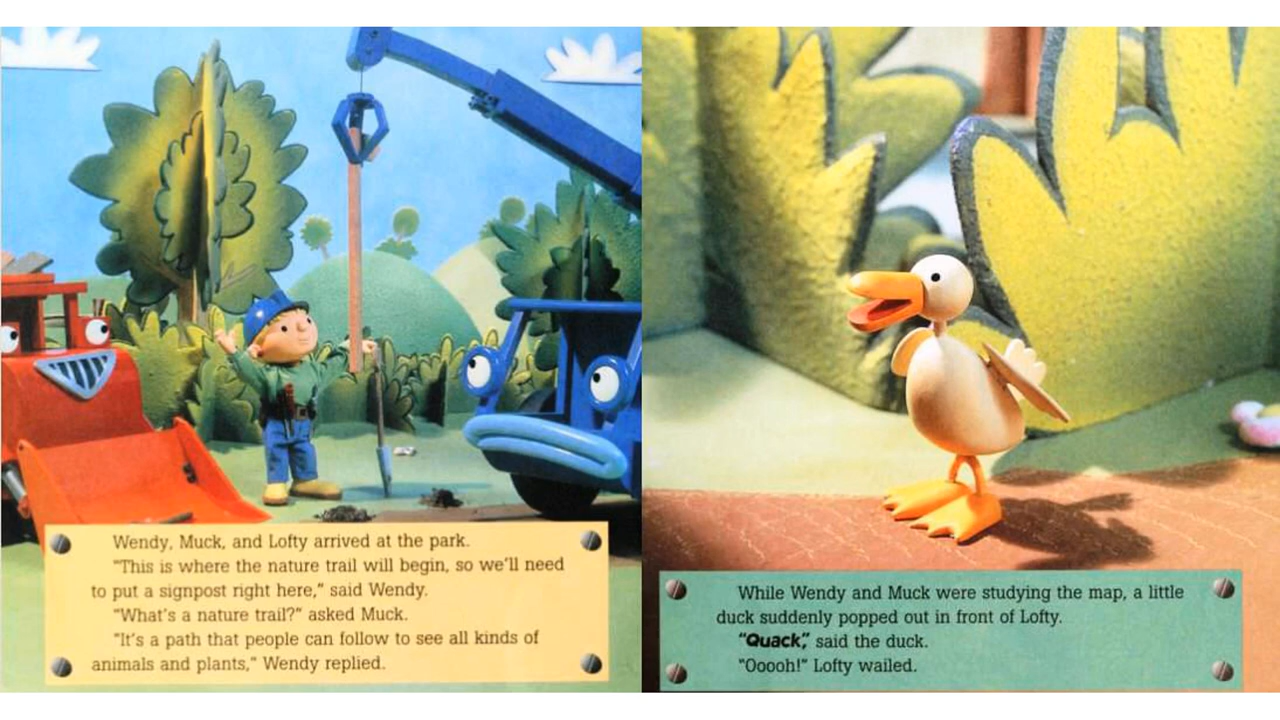 Wendy, Muck, and Lofty arrived at the park.
"This is where the nature trail will begin, so we'll need
to put a signpost right here," said Wendy.
"What's a nature trail?" asked Muck.
"It's a path that people can follow to see all kinds of
animals and plants," Wendy replied.
While Wendy and Muck were studying the map, a little
duck suddenly popped out in front of Lofty.
"Quack," said the duck.
"Ooooh!" Lofty wailed.